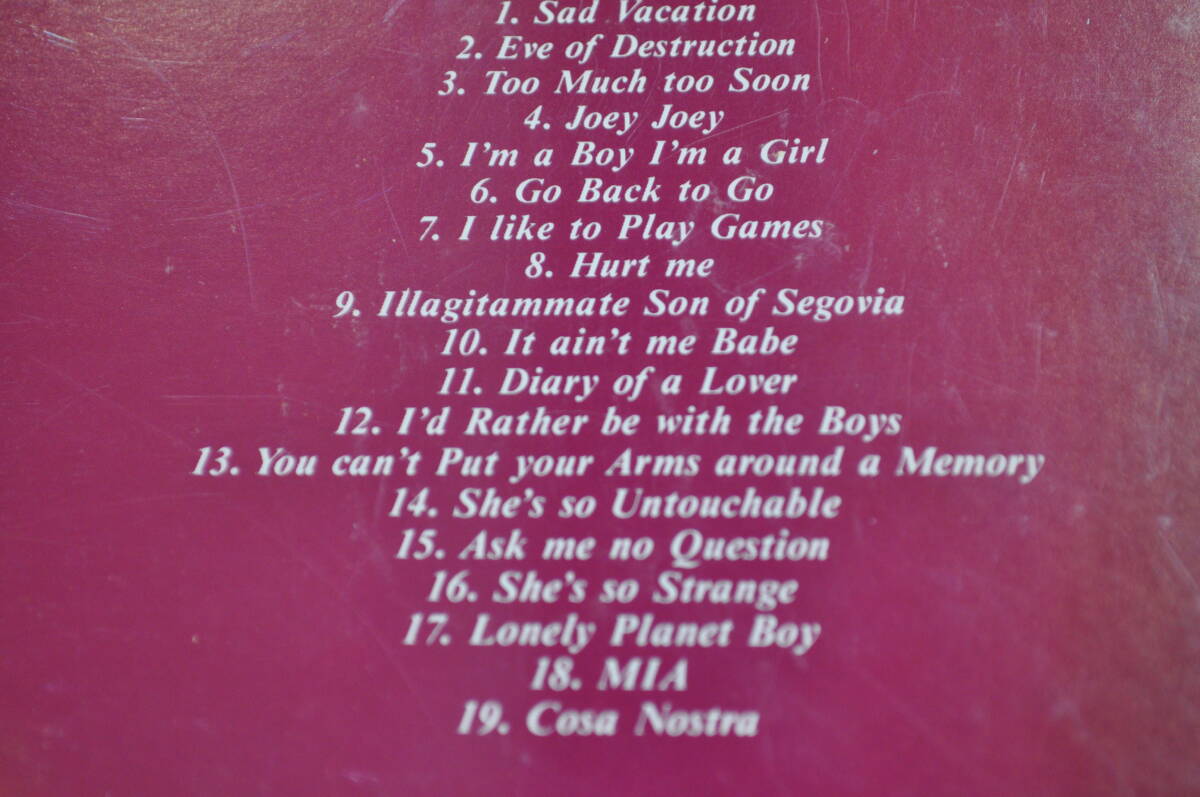 1. Sad Vacation
2. Eve of Destruction
3. Too Much too Soon
4. Joey Joey
5. I'm a Boy I'm a Girl
6. Go Back to Go
7. I like to Play Games
8. Hurt me
9. Illagitammate Son of Segovia
10. It ain't me Babe
11. Diary of a Lover
12. I'd Rather be with the Boys
13. You can't Put your Arms around a Memory
14. She's so Untouchable
15. Ask me no Question
16. She's so Strange
17. Lonely Planet Boy
18. MIA
19. Cosa Nostra